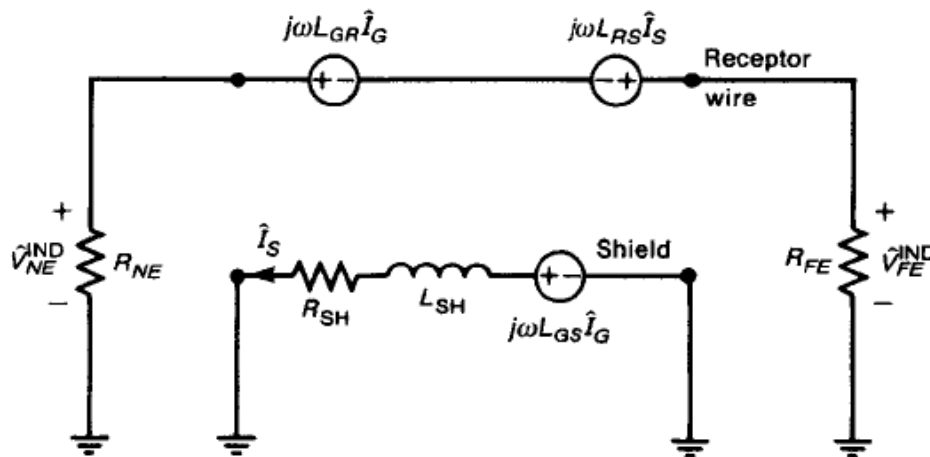 jωL_GR Î_G
jωL_RS Î_S
+ −
− +
Receptor
wire
+
V̂_NE^IND
−
R_NE
Î_S
R_SH
L_SH
+ −
Shield
jωL_GS Î_G
R_FE
+
V̂_FE^IND
−